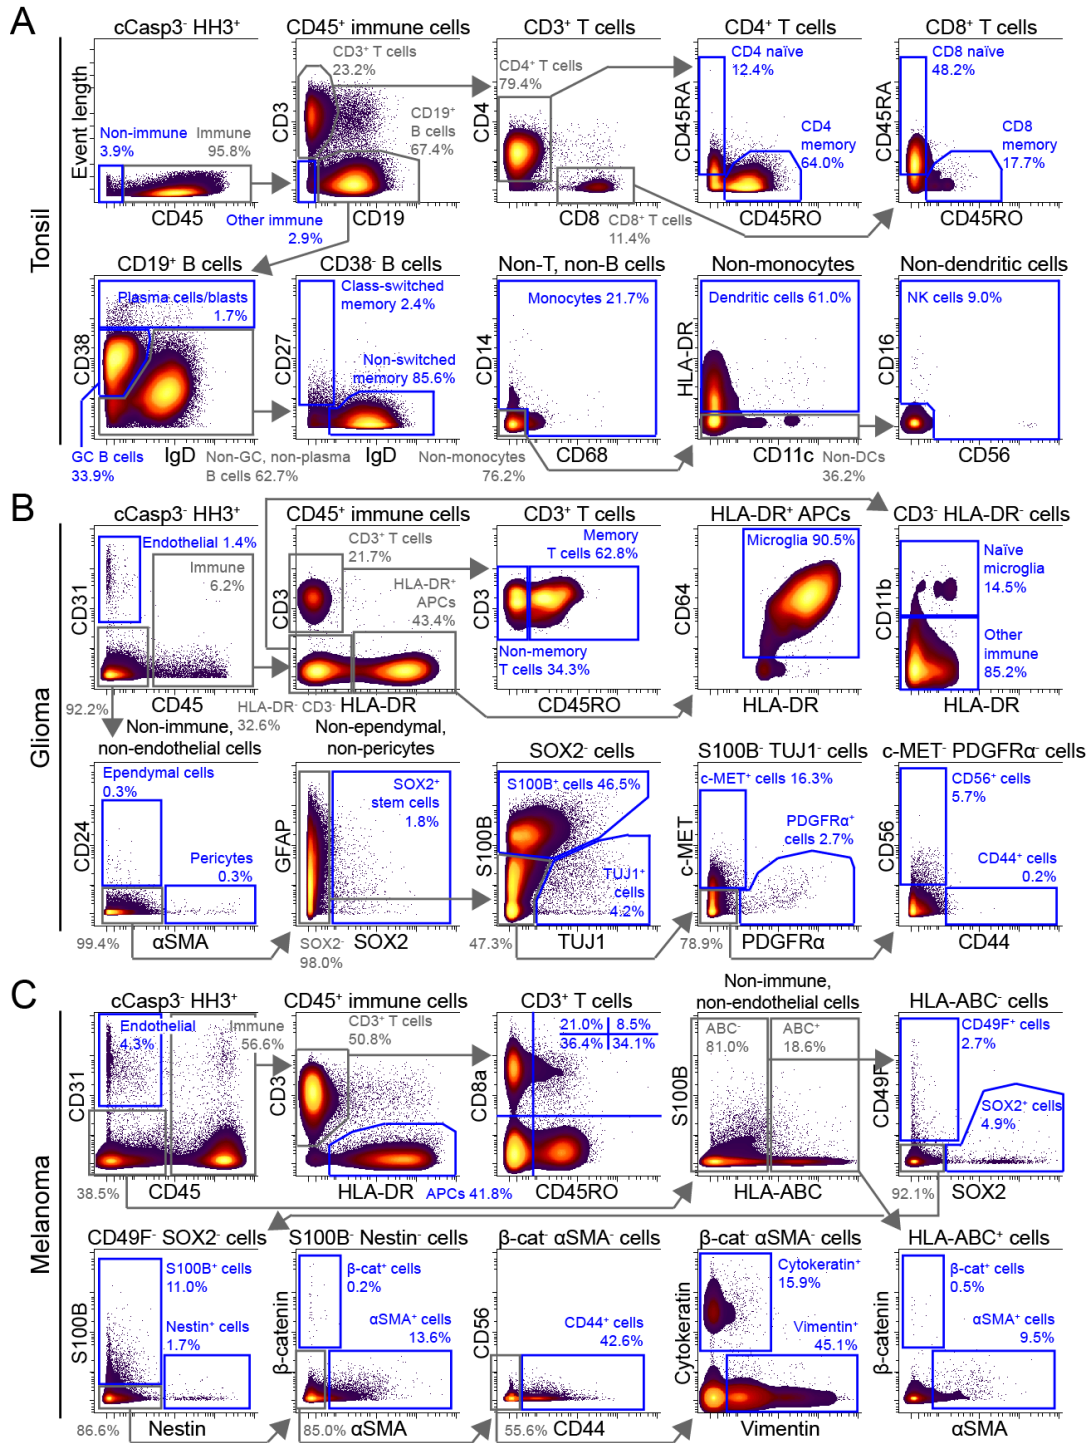 A
Tonsil
cCasp3⁻ HH3⁺
Event length
Non-immune
3.9%
Immune
95.8%
CD45
CD45⁺ immune cells
CD3⁺ T cells
23.2%
CD19⁺
B cells
67.4%
CD3
Other immune
2.9%
CD19
CD3⁺ T cells
CD4⁺ T cells
79.4%
CD4
CD8
CD8⁺ T cells
11.4%
CD4⁺ T cells
CD4 naïve
12.4%
CD45RA
CD4
memory
64.0%
CD45RO
CD8⁺ T cells
CD8 naïve
48.2%
CD45RA
CD8
memory
17.7%
CD45RO
CD19⁺ B cells
Plasma cells/blasts
1.7%
CD38
IgD
GC B cells
33.9%
Non-GC, non-plasma
B cells 62.7%
CD38⁻ B cells
Class-switched
memory 2.4%
CD27
Non-switched
memory 85.6%
IgD
Non-T, non-B cells
Monocytes 21.7%
CD14
CD68
Non-monocytes
76.2%
Non-monocytes
Dendritic cells 61.0%
HLA-DR
CD11c
Non-DCs
36.2%
Non-dendritic cells
NK cells 9.0%
CD16
CD56
B
Glioma
cCasp3⁻ HH3⁺
Endothelial 1.4%
Immune
6.2%
CD31
CD45
92.2%
CD45⁺ immune cells
CD3⁺ T cells
21.7%
HLA-DR⁺
APCs
43.4%
CD3
HLA-DR
HLA-DR⁻ CD3⁻
32.6%
CD3⁺ T cells
Memory
T cells 62.8%
CD3
Non-memory
T cells 34.3%
CD45RO
HLA-DR⁺ APCs
Microglia 90.5%
CD64
HLA-DR
CD3⁻ HLA-DR⁻ cells
Naïve
microglia
14.5%
CD11b
Other
immune
85.2%
HLA-DR
Non-immune,
non-endothelial cells
Ependymal cells
0.3%
CD24
Pericytes
0.3%
αSMA
99.4%
Non-ependymal,
non-pericytes
SOX2⁺
stem cells
1.8%
GFAP
SOX2
SOX2⁻
98.0%
SOX2⁻ cells
S100B⁺ cells 46.5%
S100B
TUJ1⁺
cells
4.2%
47.3%
TUJ1
S100B⁻ TUJ1⁻ cells
c-MET⁺ cells 16.3%
c-MET
PDGFRα⁺
cells 2.7%
78.9%
PDGFRα
c-MET⁻ PDGFRα⁻ cells
CD56⁺ cells
5.7%
CD56
CD44⁺ cells
0.2%
CD44
C
Melanoma
cCasp3⁻ HH3⁺
Endothelial
4.3%
Immune
56.6%
CD31
38.5%
CD45
CD45⁺ immune cells
CD3⁺ T cells
50.8%
CD3
HLA-DR
APCs 41.8%
CD3⁺ T cells
21.0% 8.5%
36.4% 34.1%
CD8a
CD45RO
Non-immune,
non-endothelial cells
ABC⁻
81.0%
ABC⁺
18.6%
S100B
HLA-ABC
HLA-ABC⁻ cells
CD49F⁺ cells
2.7%
CD49F
SOX2⁺ cells
4.9%
92.1%
SOX2
CD49F⁻ SOX2⁻ cells
S100B⁺ cells
11.0%
S100B
Nestin⁺ cells
1.7%
86.6%
Nestin
S100B⁻ Nestin⁻ cells
β-cat⁺ cells
0.2%
β-catenin
αSMA⁺ cells
13.6%
85.0%
αSMA
β-cat⁻ αSMA⁻ cells
CD44⁺ cells
42.6%
CD56
55.6%
CD44
β-cat⁻ αSMA⁻ cells
Cytokeratin⁺
15.9%
Cytokeratin
Vimentin⁺
45.1%
Vimentin
HLA-ABC⁺ cells
β-cat⁺ cells
0.5%
β-catenin
αSMA⁺ cells
9.5%
αSMA